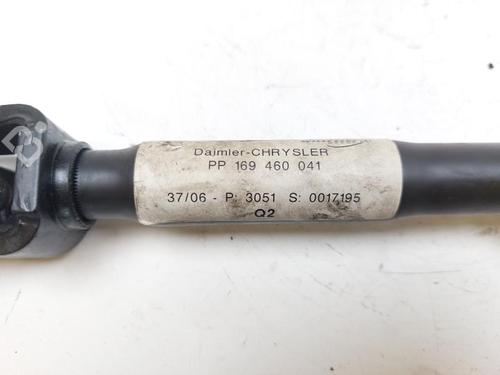 Daimler-CHRYSLER
PP 169 460 041
37/06 - P: 3051 S: 0017195
Q2